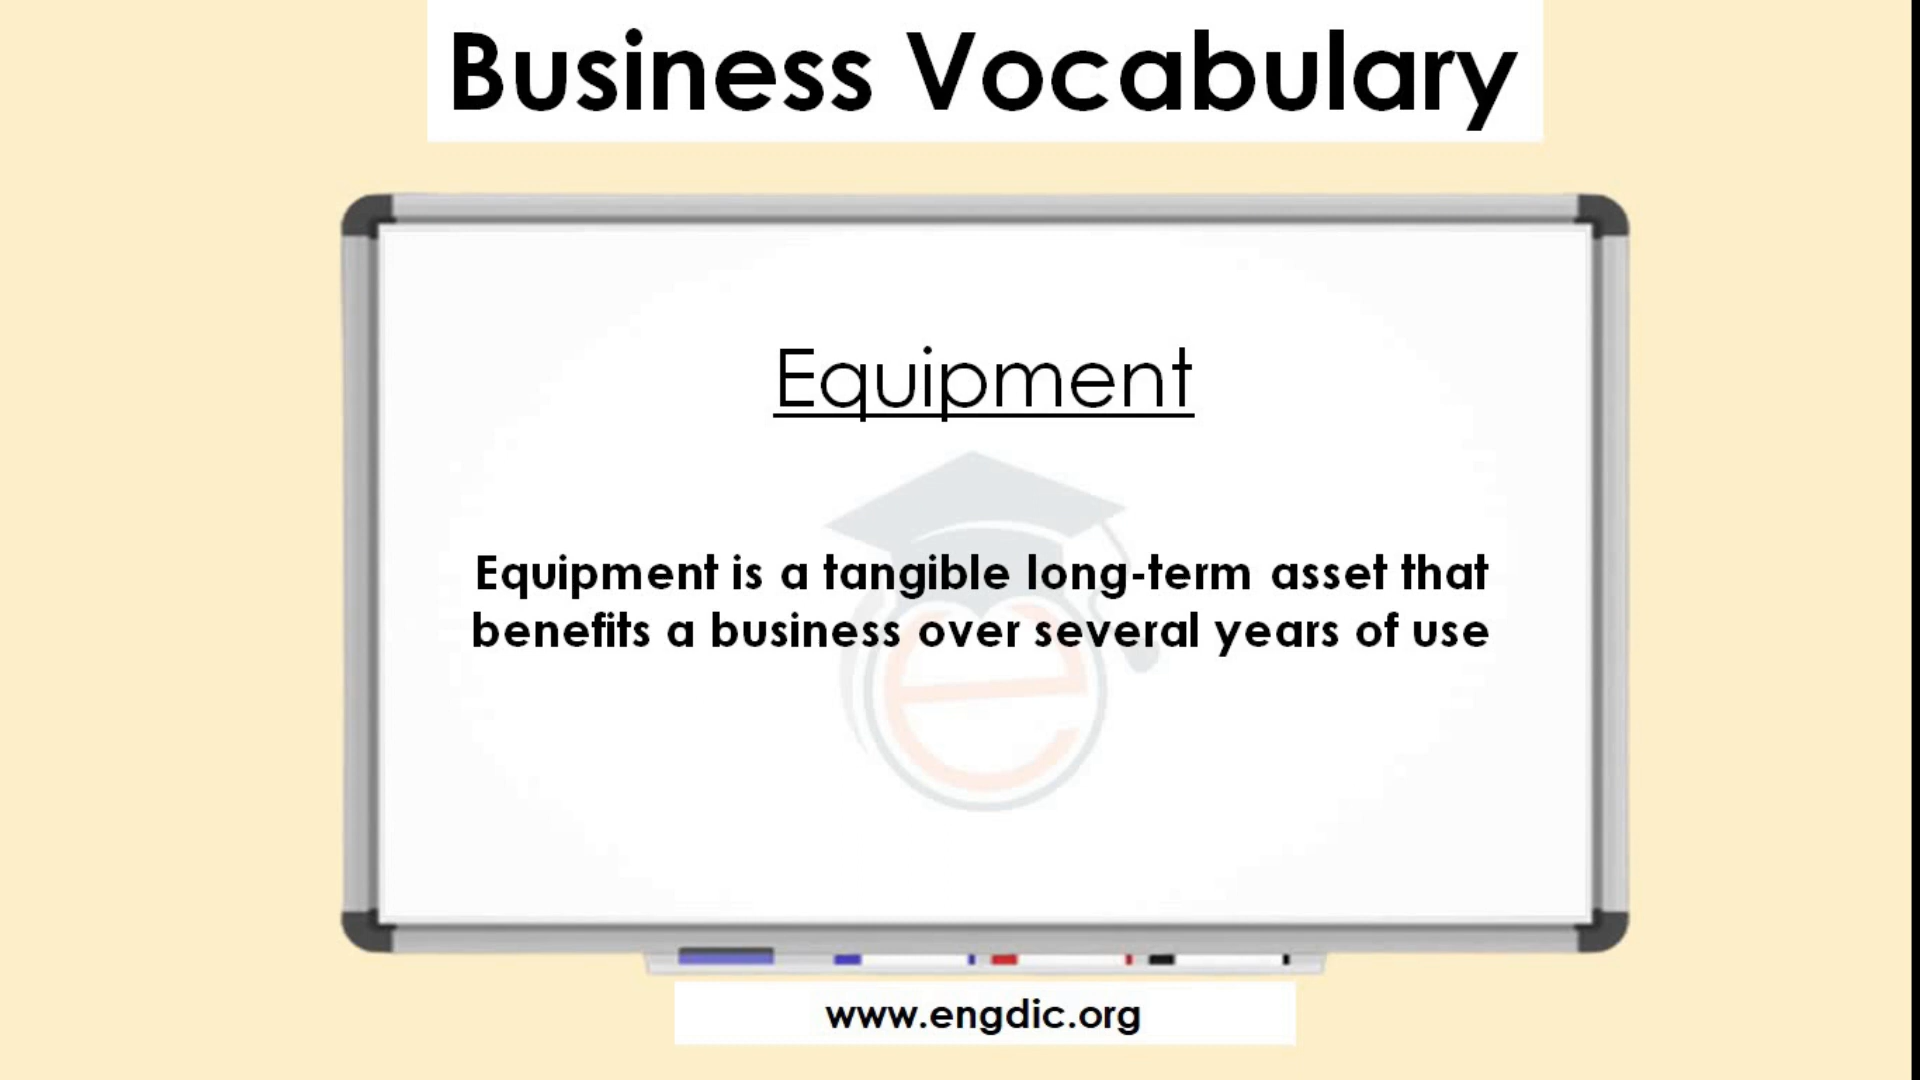 Business Vocabulary
Equipment
Equipment is a tangible long-term asset that
benefits a business over several years of use
www.engdic.org